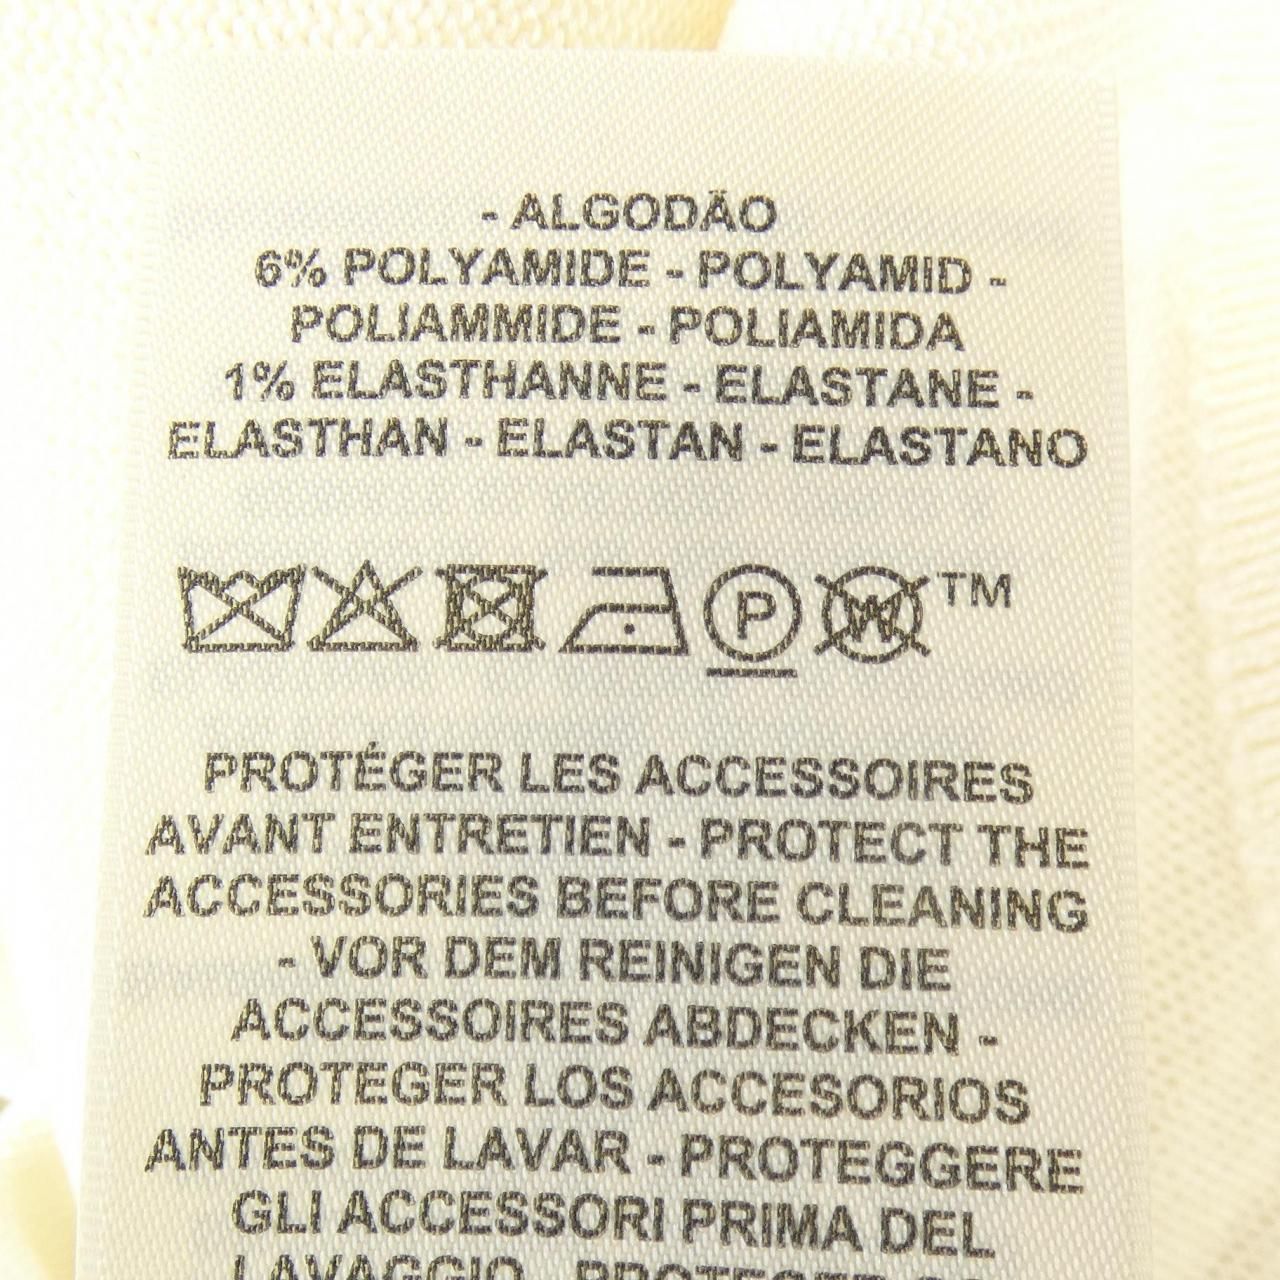 - ALGODÃO
6% POLYAMIDE - POLYAMID -
POLIAMMIDE - POLIAMIDA
1% ELASTHANNE - ELASTANE -
ELASTHAN - ELASTAN - ELASTANO
P W TM
PROTÉGER LES ACCESSOIRES
AVANT ENTRETIEN - PROTECT THE
ACCESSORIES BEFORE CLEANING
- VOR DEM REINIGEN DIE
ACCESSOIRES ABDECKEN -
PROTEGER LOS ACCESORIOS
ANTES DE LAVAR - PROTEGGERE
GLI ACCESSORI PRIMA DEL
LAVAGGIO - PROTEGER